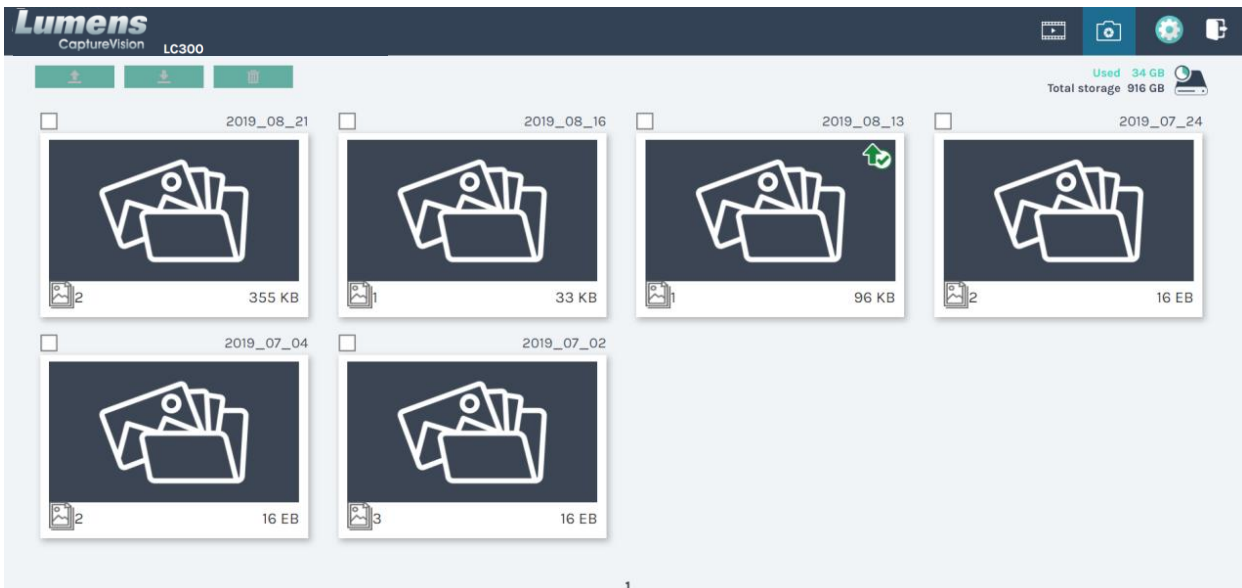 Lumens
CaptureVision LC300
Used 34 GB
Total storage 916 GB
2019_08_21 2019_08_16 2019_08_13 2019_07_24
2 355 KB 1 33 KB 1 96 KB 2 16 EB
2019_07_04 2019_07_02
2 16 EB 3 16 EB
1